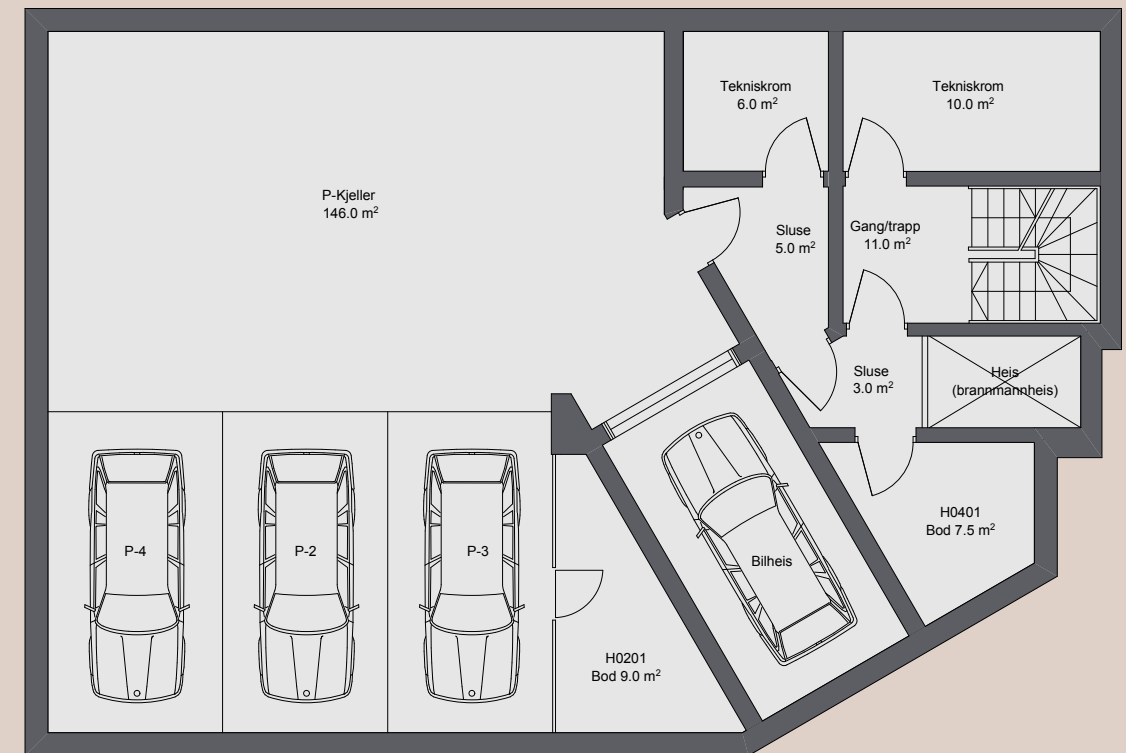 Tekniskrom
6.0 m²
Tekniskrom
10.0 m²
P-Kjeller
146.0 m²
Sluse
5.0 m²
Gang/trapp
11.0 m²
Sluse
3.0 m²
Heis
(brannmannheis)
H0401
Bod 7.5 m²
P-4
P-2
P-3
Bilheis
H0201
Bod 9.0 m²